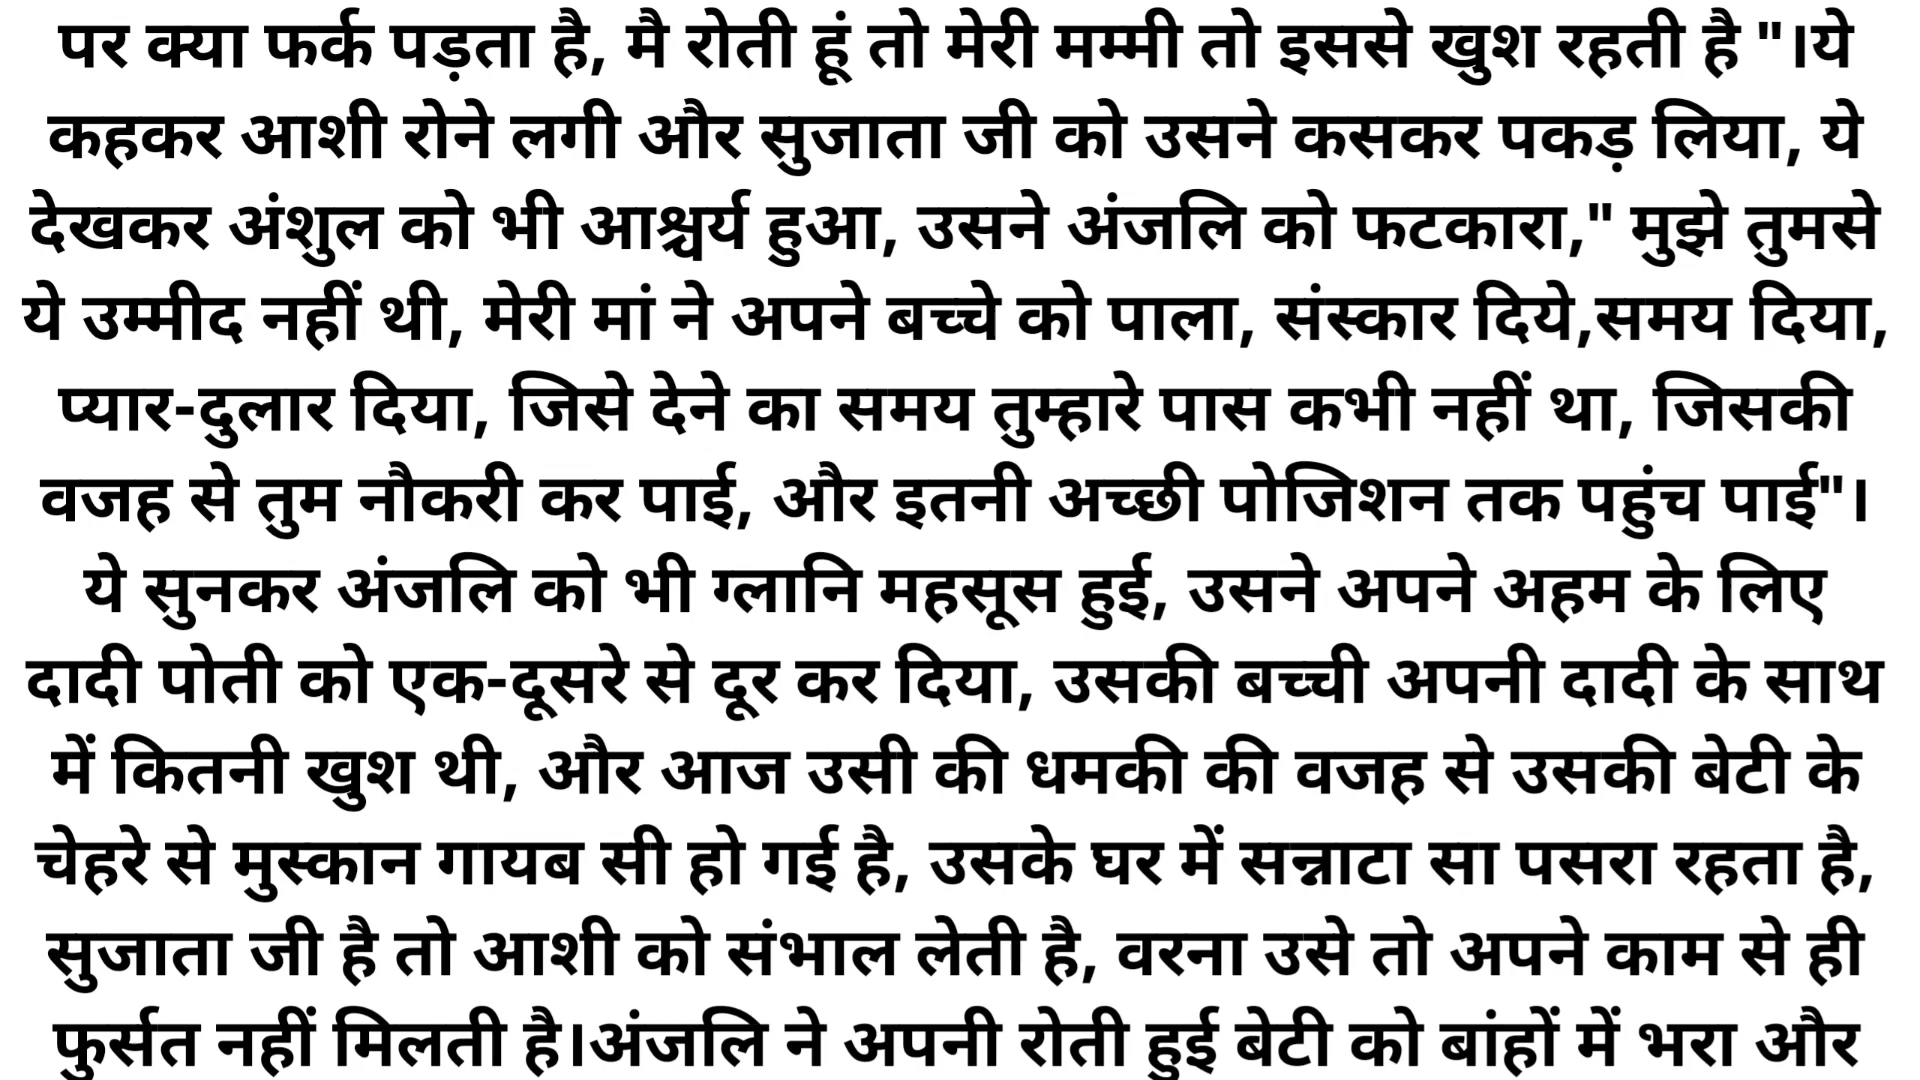 पर क्या फर्क पड़ता है, मै रोती हूं तो मेरी मम्मी तो इससे खुश रहती है "।ये
कहकर आशी रोने लगी और सुजाता जी को उसने कसकर पकड़ लिया, ये
देखकर अंशुल को भी आश्चर्य हुआ, उसने अंजलि को फटकारा," मुझे तुमसे
ये उम्मीद नहीं थी, मेरी मां ने अपने बच्चे को पाला, संस्कार दिये,समय दिया,
प्यार-दुलार दिया, जिसे देने का समय तुम्हारे पास कभी नहीं था, जिसकी
वजह से तुम नौकरी कर पाई, और इतनी अच्छी पोजिशन तक पहुंच पाई"।
ये सुनकर अंजलि को भी ग्लानि महसूस हुई, उसने अपने अहम के लिए
दादी पोती को एक-दूसरे से दूर कर दिया, उसकी बच्ची अपनी दादी के साथ
में कितनी खुश थी, और आज उसी की धमकी की वजह से उसकी बेटी के
चेहरे से मुस्कान गायब सी हो गई है, उसके घर में सन्नाटा सा पसरा रहता है,
सुजाता जी है तो आशी को संभाल लेती है, वरना उसे तो अपने काम से ही
फुर्सत नहीं मिलती है।अंजलि ने अपनी रोती हुई बेटी को बांहों में भरा और